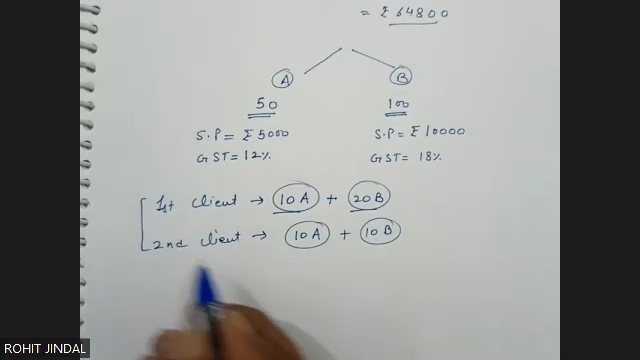 = ₹ 64800
A B
50 100
S.P = ₹ 5000 S.P = ₹ 10000
GST = 12% GST = 18%
1st client → 10 A + 20 B
2nd client → 10 A + 10 B
ROHIT JINDAL